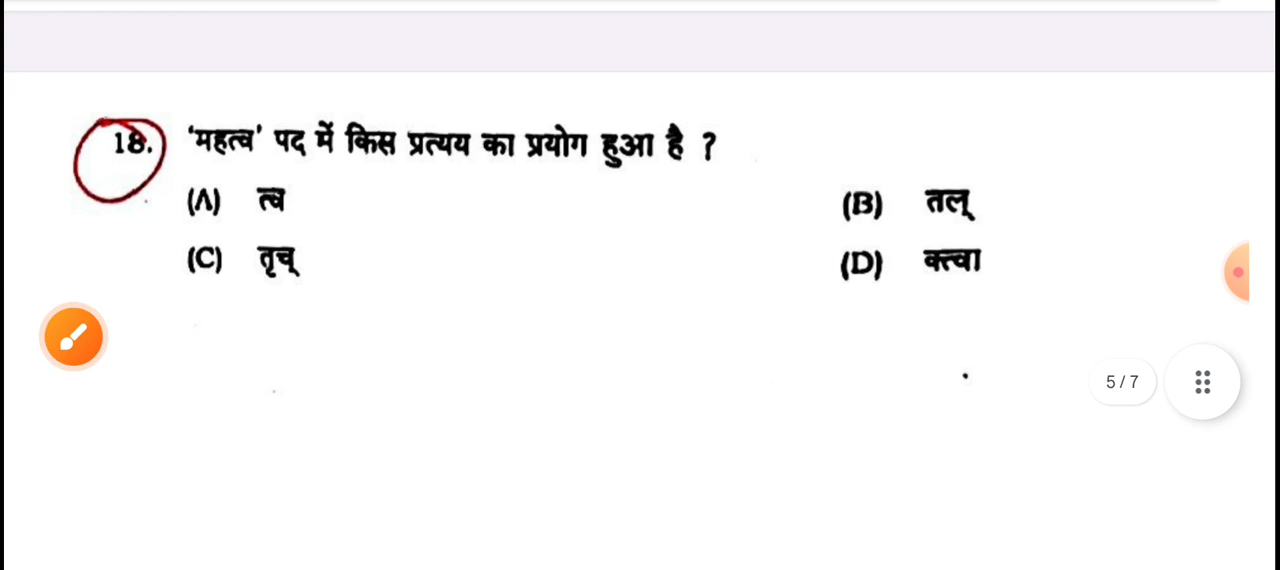 18. 'महत्व' पद में किस प्रत्यय का प्रयोग हुआ है ?
(A) त्व (B) तल्
(C) तृच् (D) क्त्वा
5 / 7